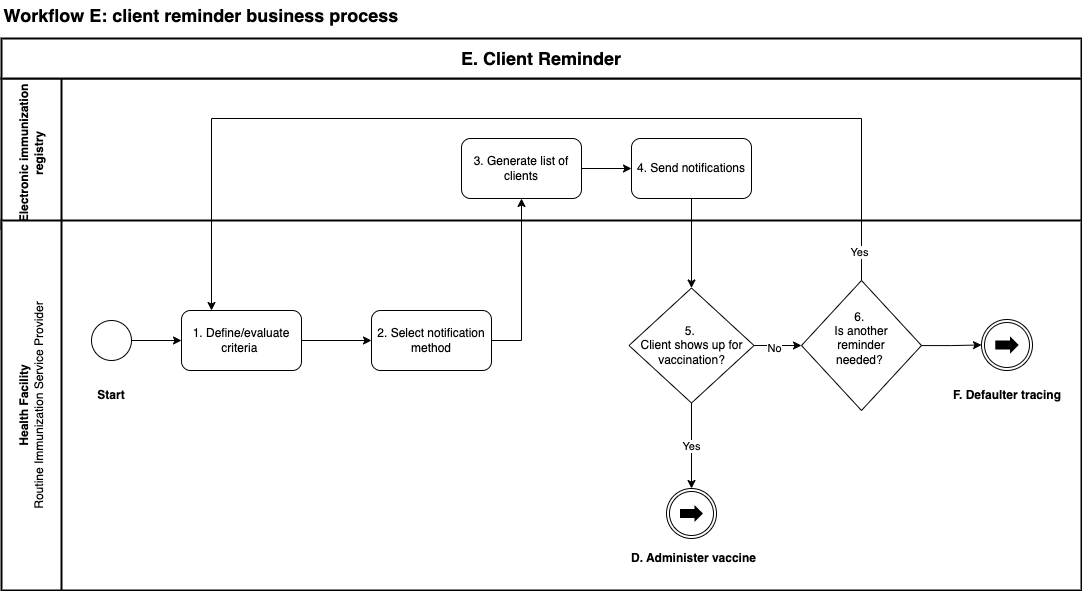 Workflow E: client reminder business process
E. Client Reminder
Electronic immunization
registry
3. Generate list of
clients
4. Send notifications
Health Facility
Routine Immunization Service Provider
Start
1. Define/evaluate
criteria
2. Select notification
method
5.
Client shows up for
vaccination?
No
Yes
6.
Is another
reminder
needed?
Yes
F. Defaulter tracing
D. Administer vaccine